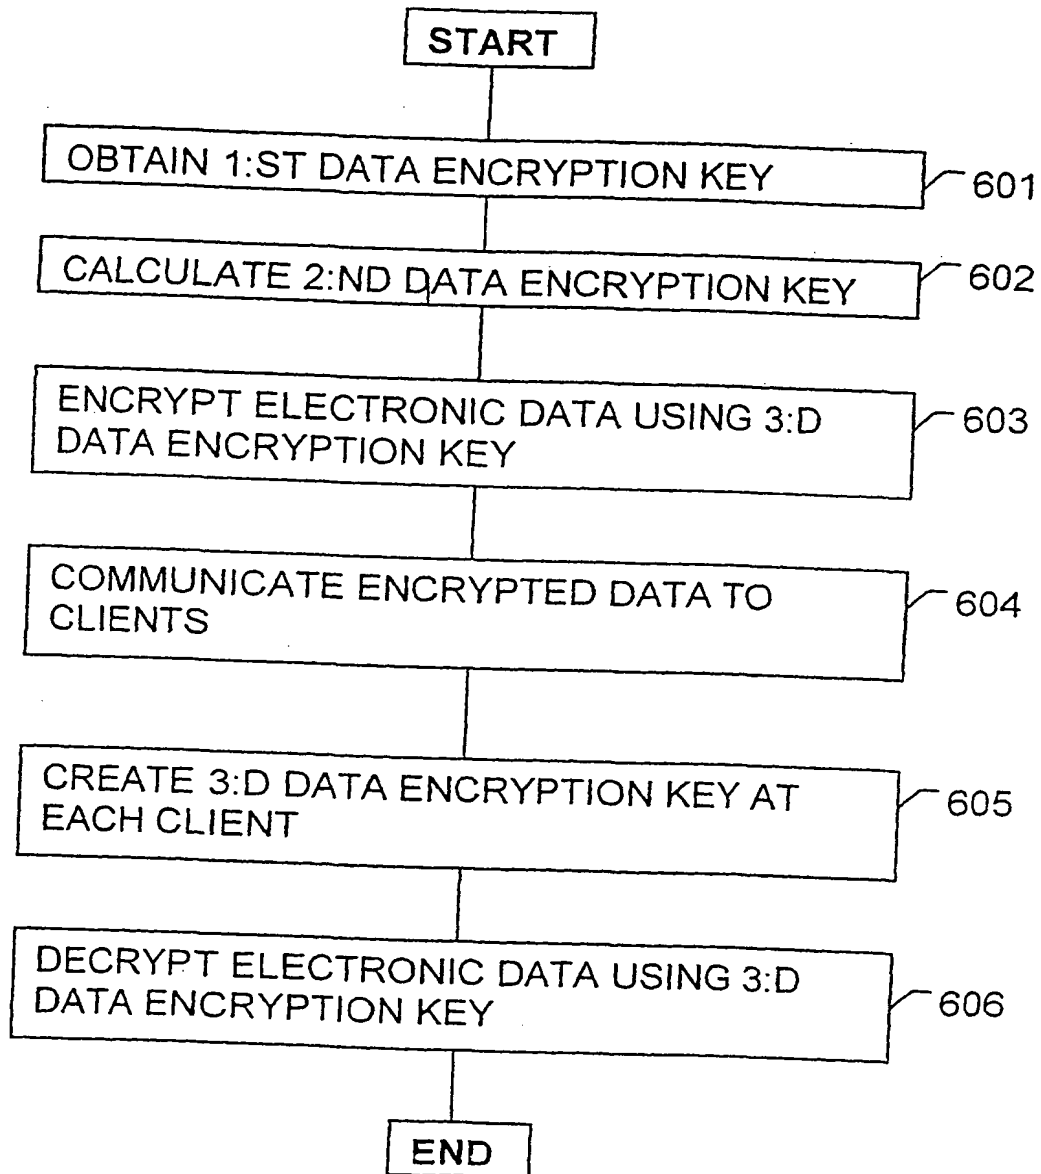 START
OBTAIN 1:ST DATA ENCRYPTION KEY
601
CALCULATE 2:ND DATA ENCRYPTION KEY
602
ENCRYPT ELECTRONIC DATA USING 3:D
DATA ENCRYPTION KEY
603
COMMUNICATE ENCRYPTED DATA TO
CLIENTS
604
CREATE 3:D DATA ENCRYPTION KEY AT
EACH CLIENT
605
DECRYPT ELECTRONIC DATA USING 3:D
DATA ENCRYPTION KEY
606
END